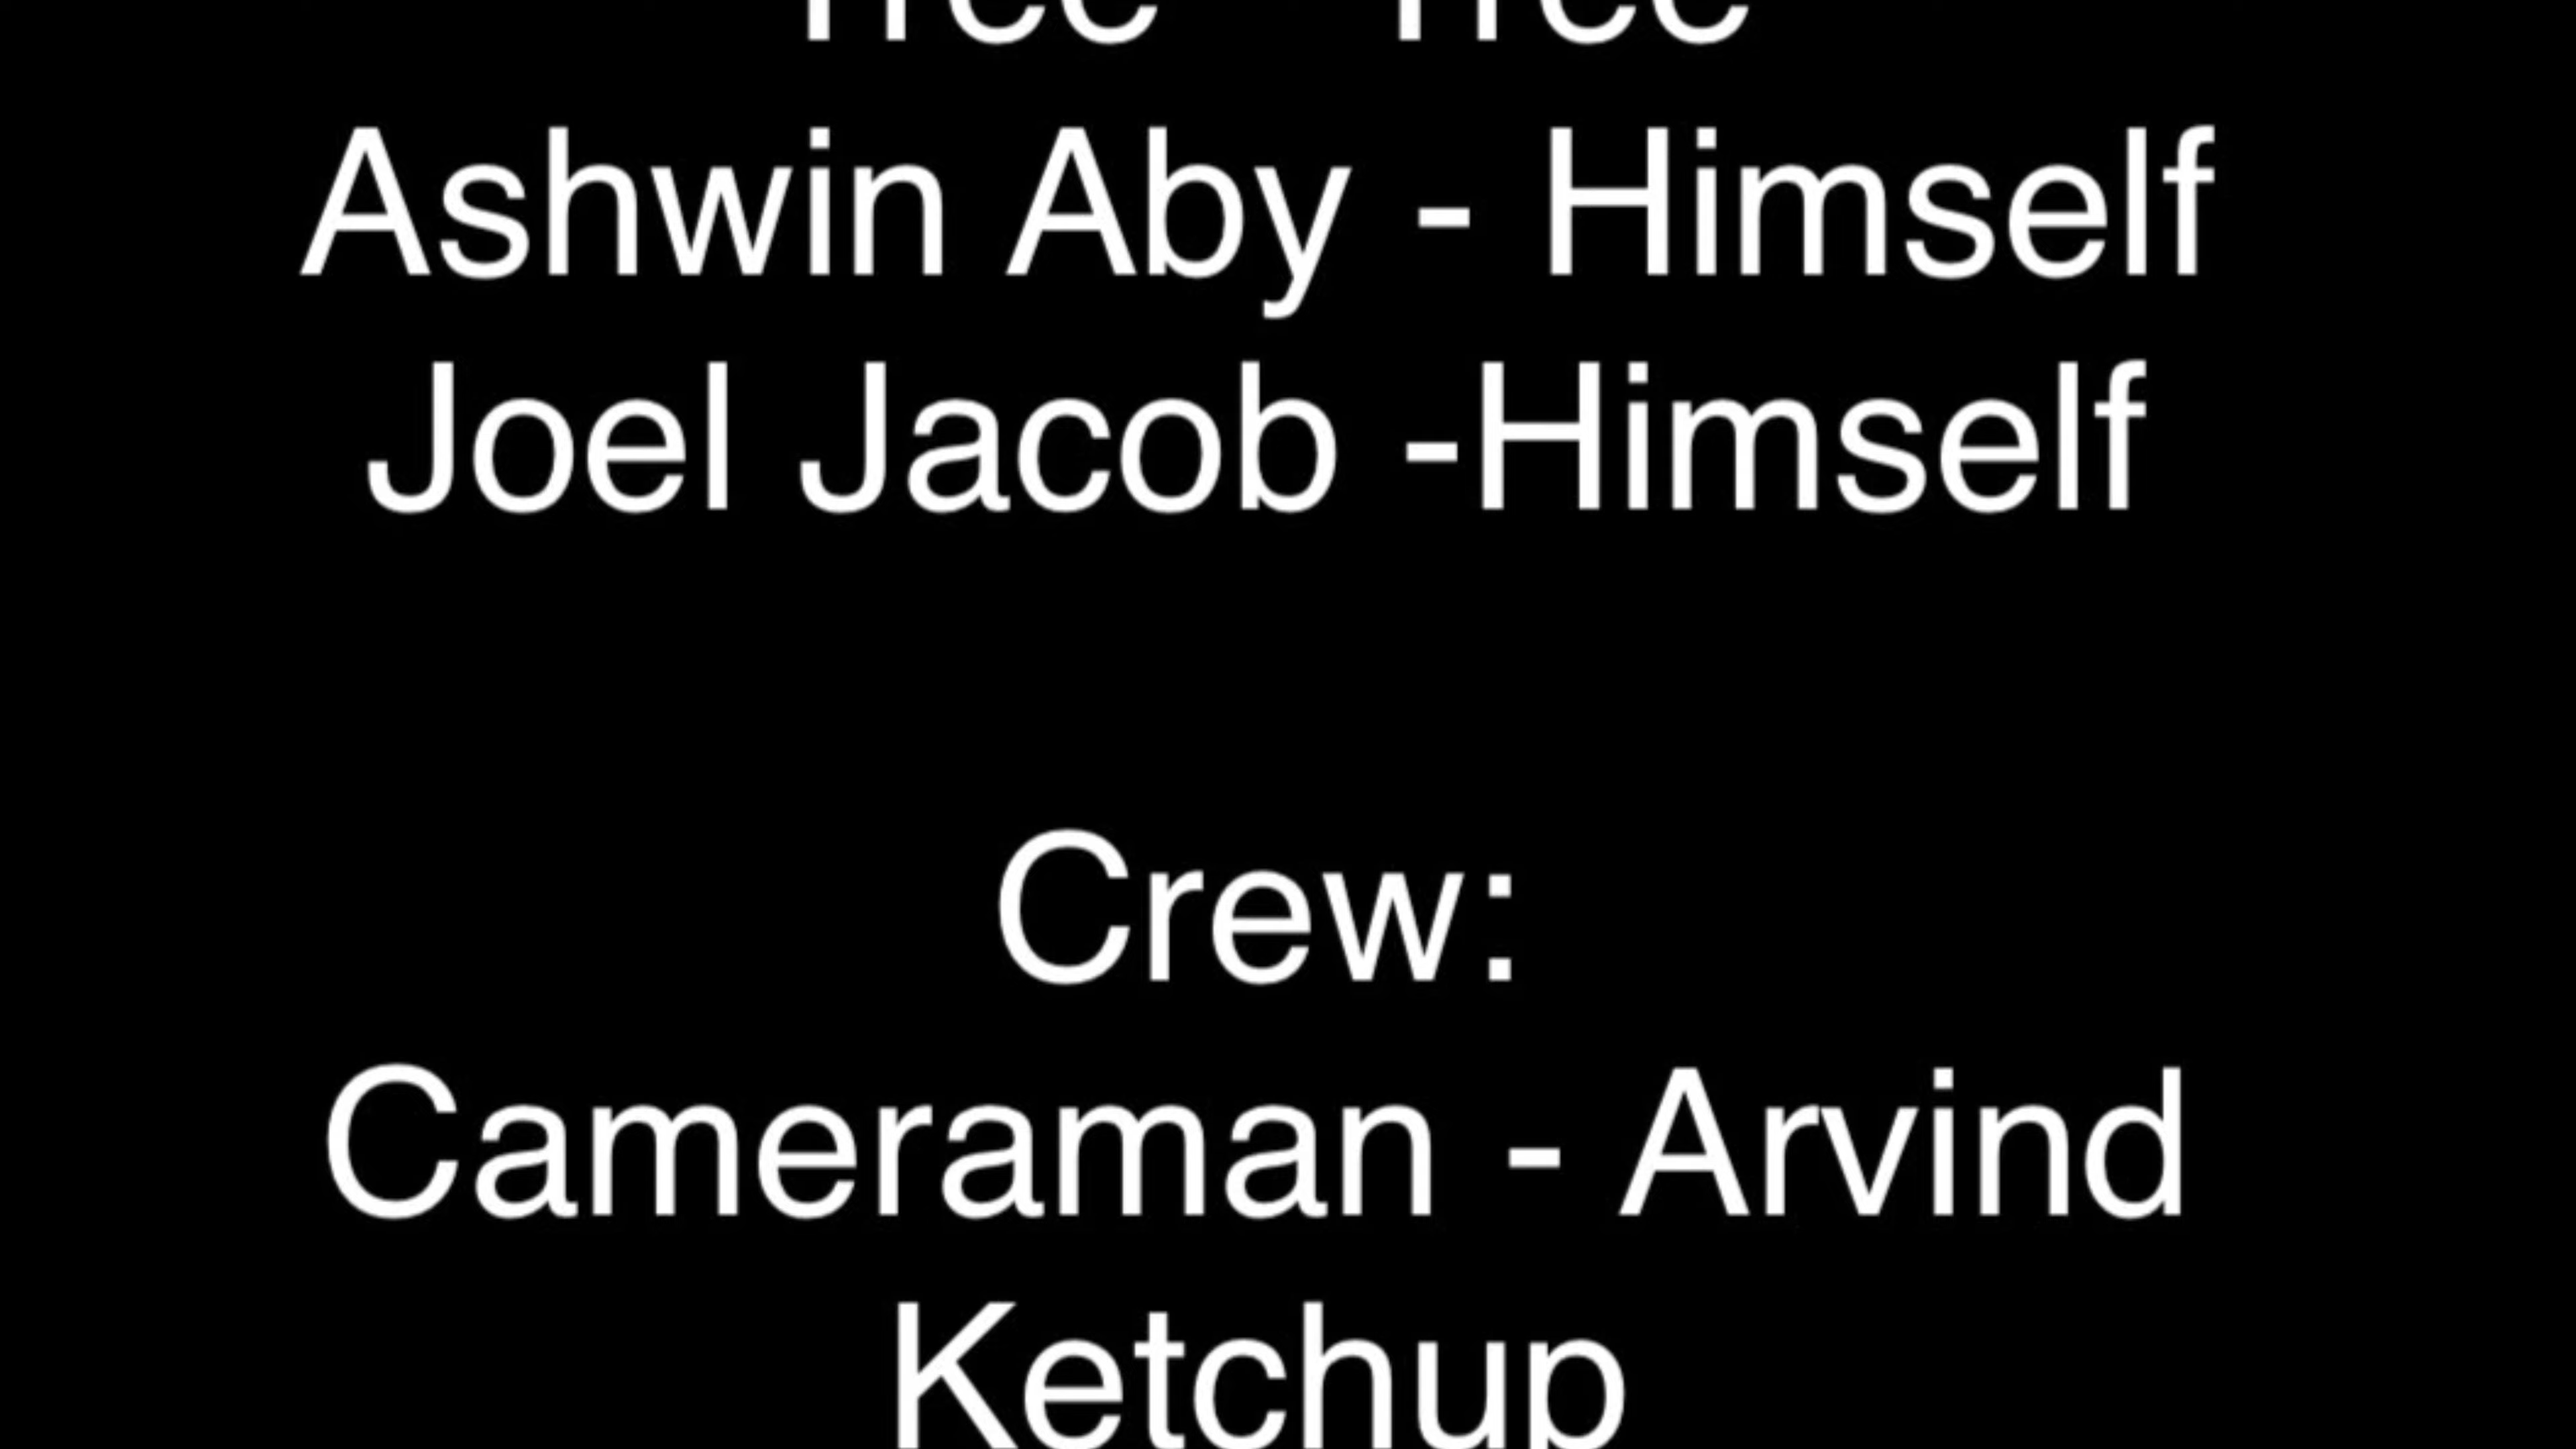 Ashwin Aby - Himself
Joel Jacob -Himself
Crew:
Cameraman - Arvind
Ketchup